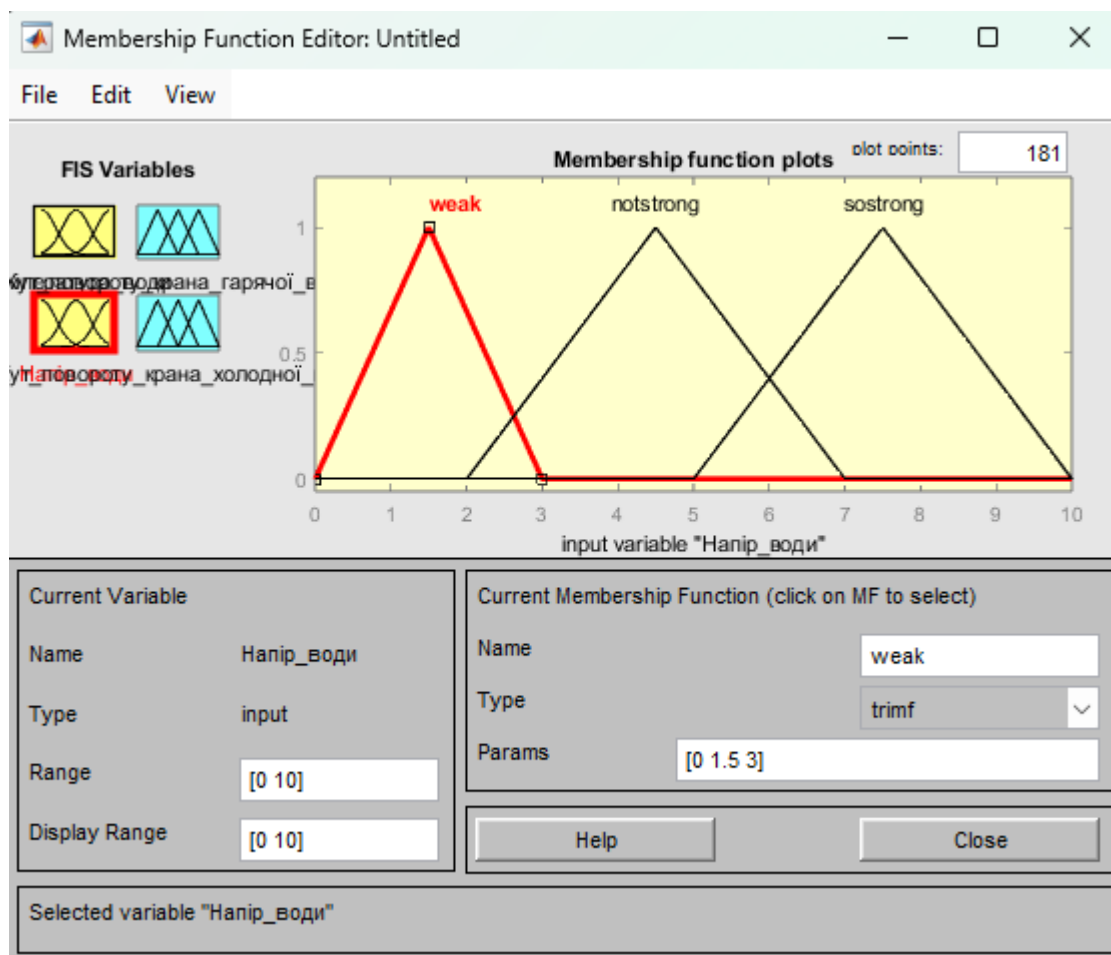 Membership Function Editor: Untitled
File Edit View
FIS Variables
Membership function plots
plot points:
181
weak
notstrong
sostrong
1
0.5
0
крана_гарячої_в
повороту_крана_холодної_
0 1 2 3 4 5 6 7 8 9 10
input variable "Напір_води"
Current Variable
Name Напір_води
Type input
Range [0 10]
Display Range [0 10]
Current Membership Function (click on MF to select)
Name weak
Type trimf
Params [0 1.5 3]
Help Close
Selected variable "Напір_води"